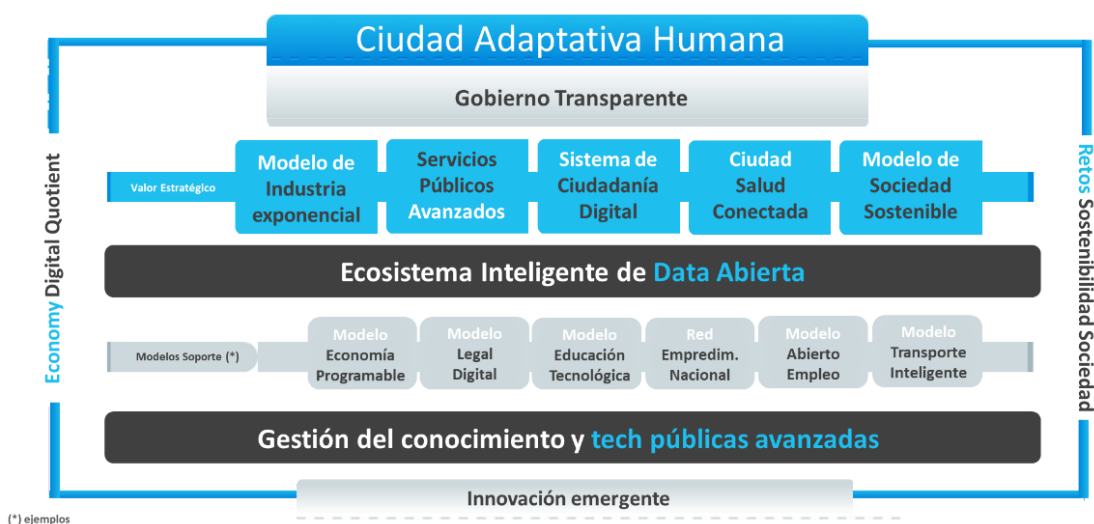 Ciudad Adaptativa Humana
Gobierno Transparente
Economy Digital Quotient
Retos Sostenibilidad Sociedad
Valor Estratégico
Modelo de
Industria
exponencial
Servicios
Públicos
Avanzados
Sistema de
Ciudadanía
Digital
Ciudad
Salud
Conectada
Modelo de
Sociedad
Sostenible
Ecosistema Inteligente de Data Abierta
Modelos Soporte (*)
Modelo
Economía
Programable
Modelo
Legal
Digital
Modelo
Educación
Tecnológica
Red
Empredim.
Nacional
Modelo
Abierto
Empleo
Modelo
Transporte
Inteligente
Gestión del conocimiento y tech públicas avanzadas
Innovación emergente
(*) ejemplos